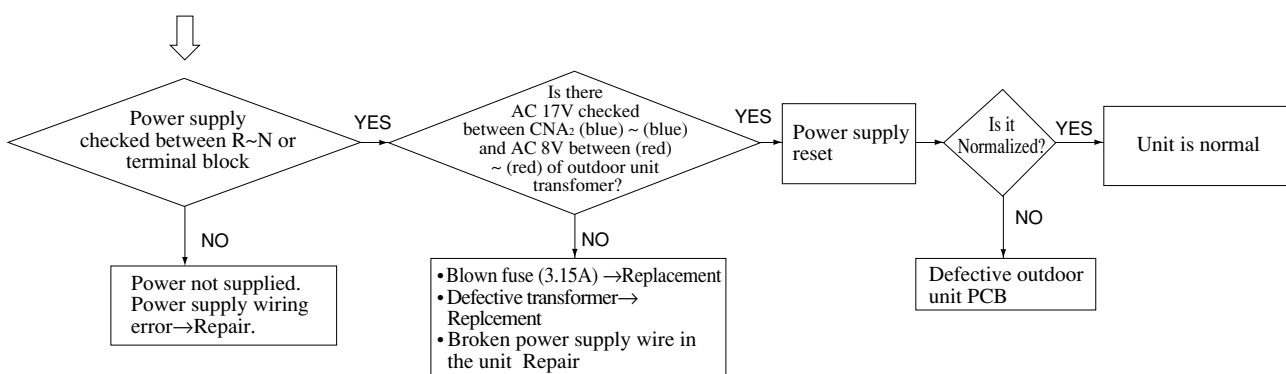 Power supply
checked between R~N or
terminal block
YES
NO
Power not supplied.
Power supply wiring
error→Repair.
Is there
AC 17V checked
between CNA₂ (blue) ~ (blue)
and AC 8V between (red)
~ (red) of outdoor unit
transfomer?
YES
NO
• Blown fuse (3.15A) →Replacement
• Defective transformer→
Replcement
• Broken power supply wire in
the unit Repair
Power supply
reset
Is it
Normalized?
YES
NO
Unit is normal
Defective outdoor
unit PCB